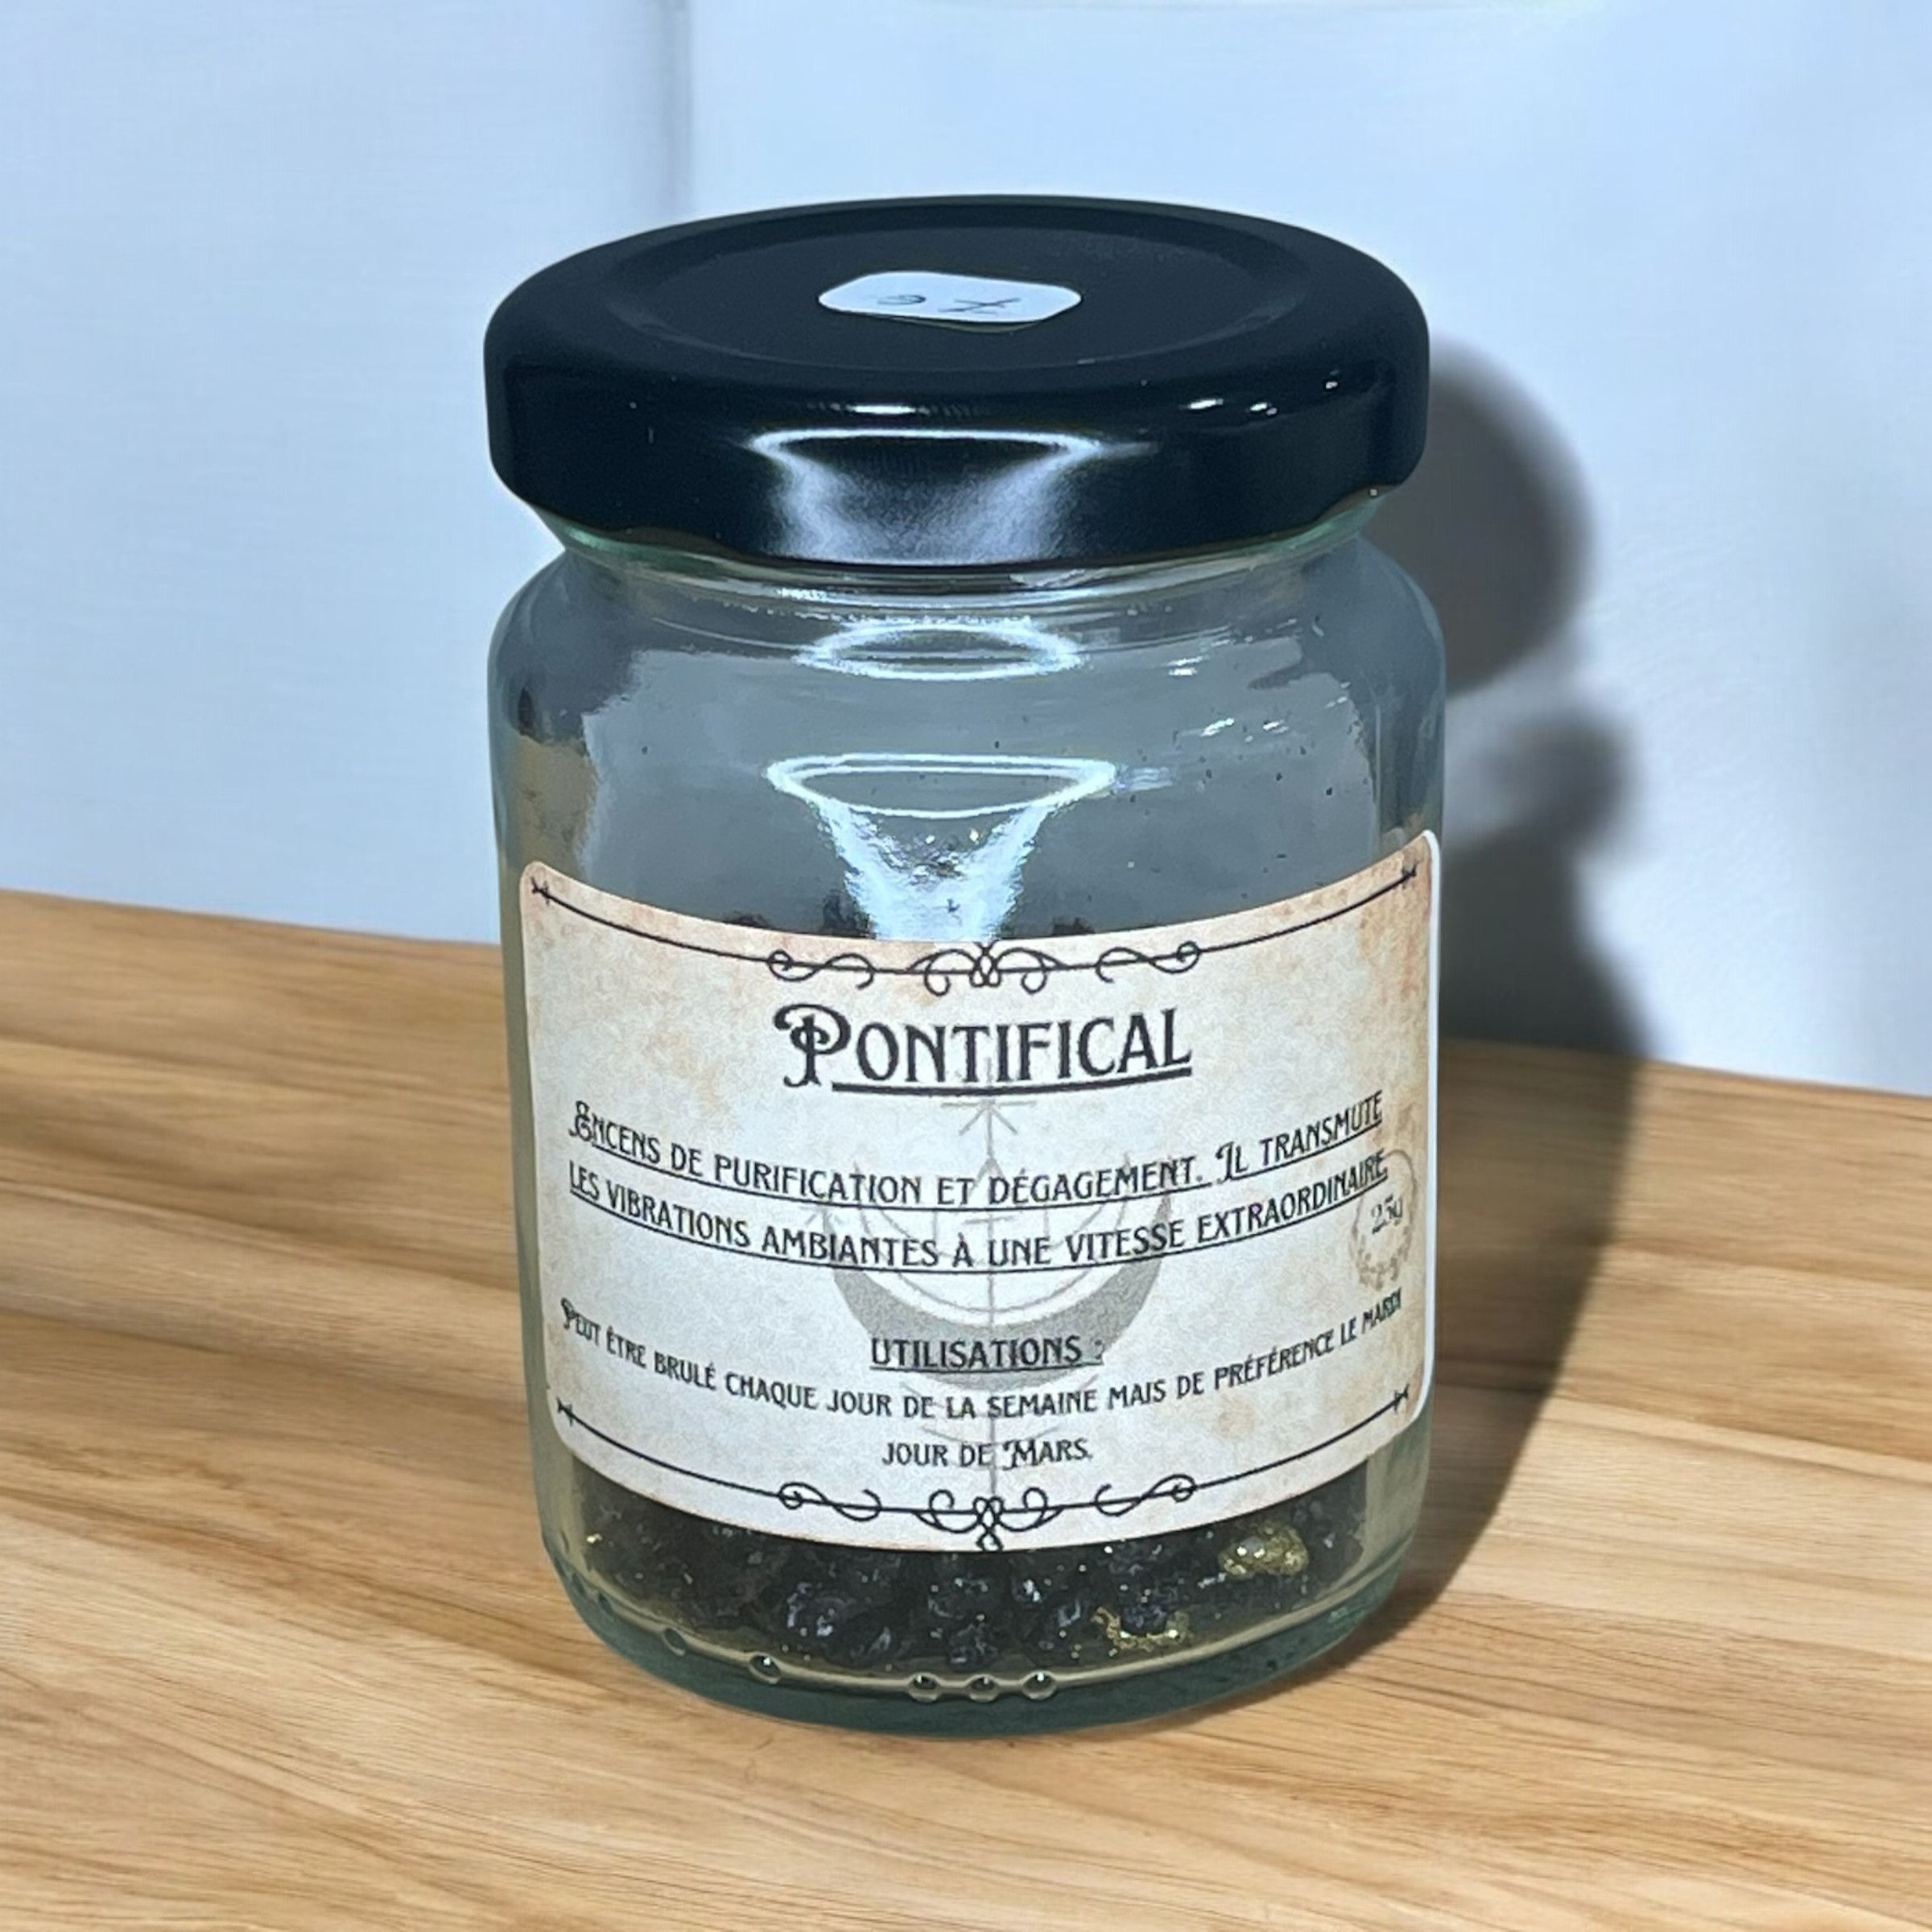 7€
PONTIFICAL
ENCENS DE PURIFICATION ET DÉGAGEMENT. IL TRANSMUTE
LES VIBRATIONS AMBIANTES À UNE VITESSE EXTRAORDINAIRE.
25g
UTILISATIONS :
PEUT ÊTRE BRULÉ CHAQUE JOUR DE LA SEMAINE MAIS DE PRÉFÉRENCE LE MARDI
JOUR DE MARS.